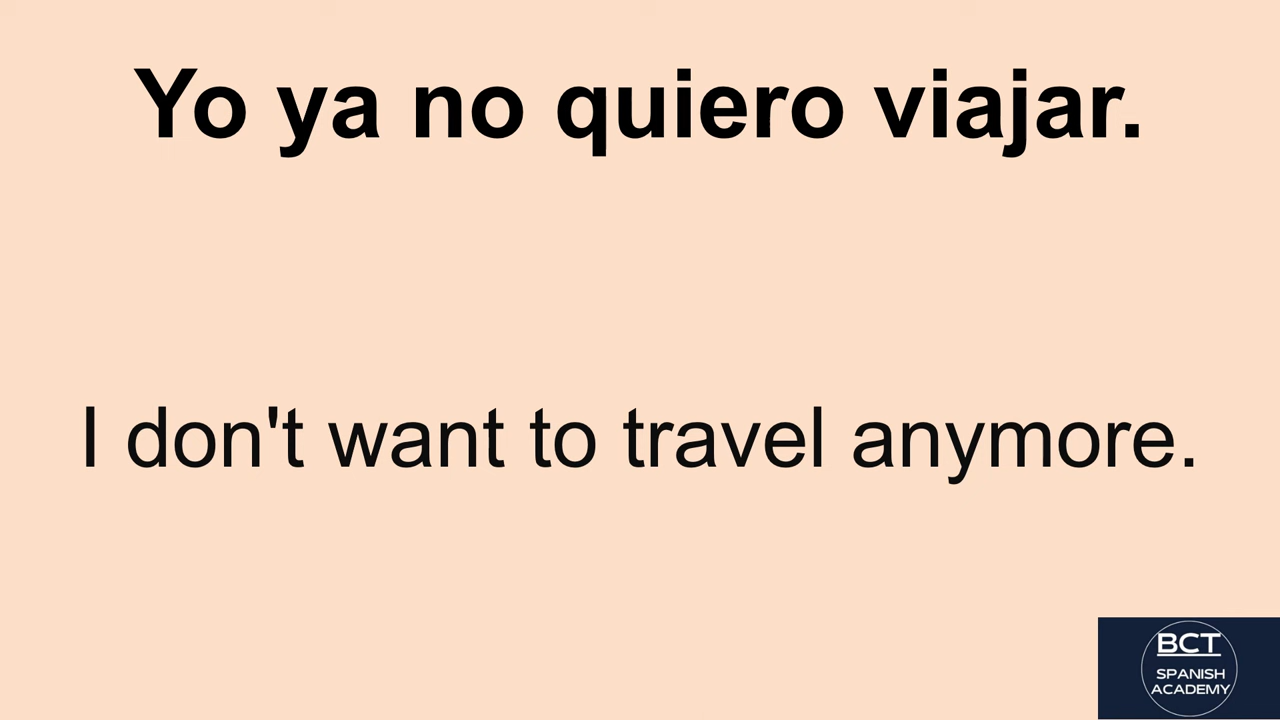 Yo ya no quiero viajar.
I don't want to travel anymore.
BCT
SPANISH
ACADEMY